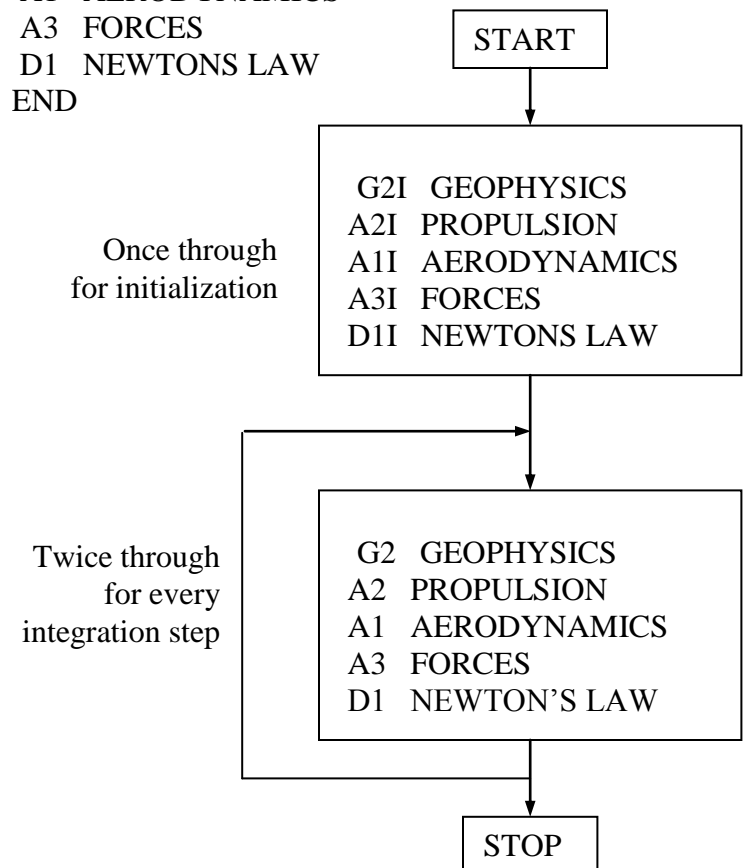 A3 FORCES
D1 NEWTONS LAW
END
START
G2I GEOPHYSICS
A2I PROPULSION
A1I AERODYNAMICS
A3I FORCES
D1I NEWTONS LAW
Once through
for initialization
G2 GEOPHYSICS
A2 PROPULSION
A1 AERODYNAMICS
A3 FORCES
D1 NEWTON’S LAW
Twice through
for every
integration step
STOP